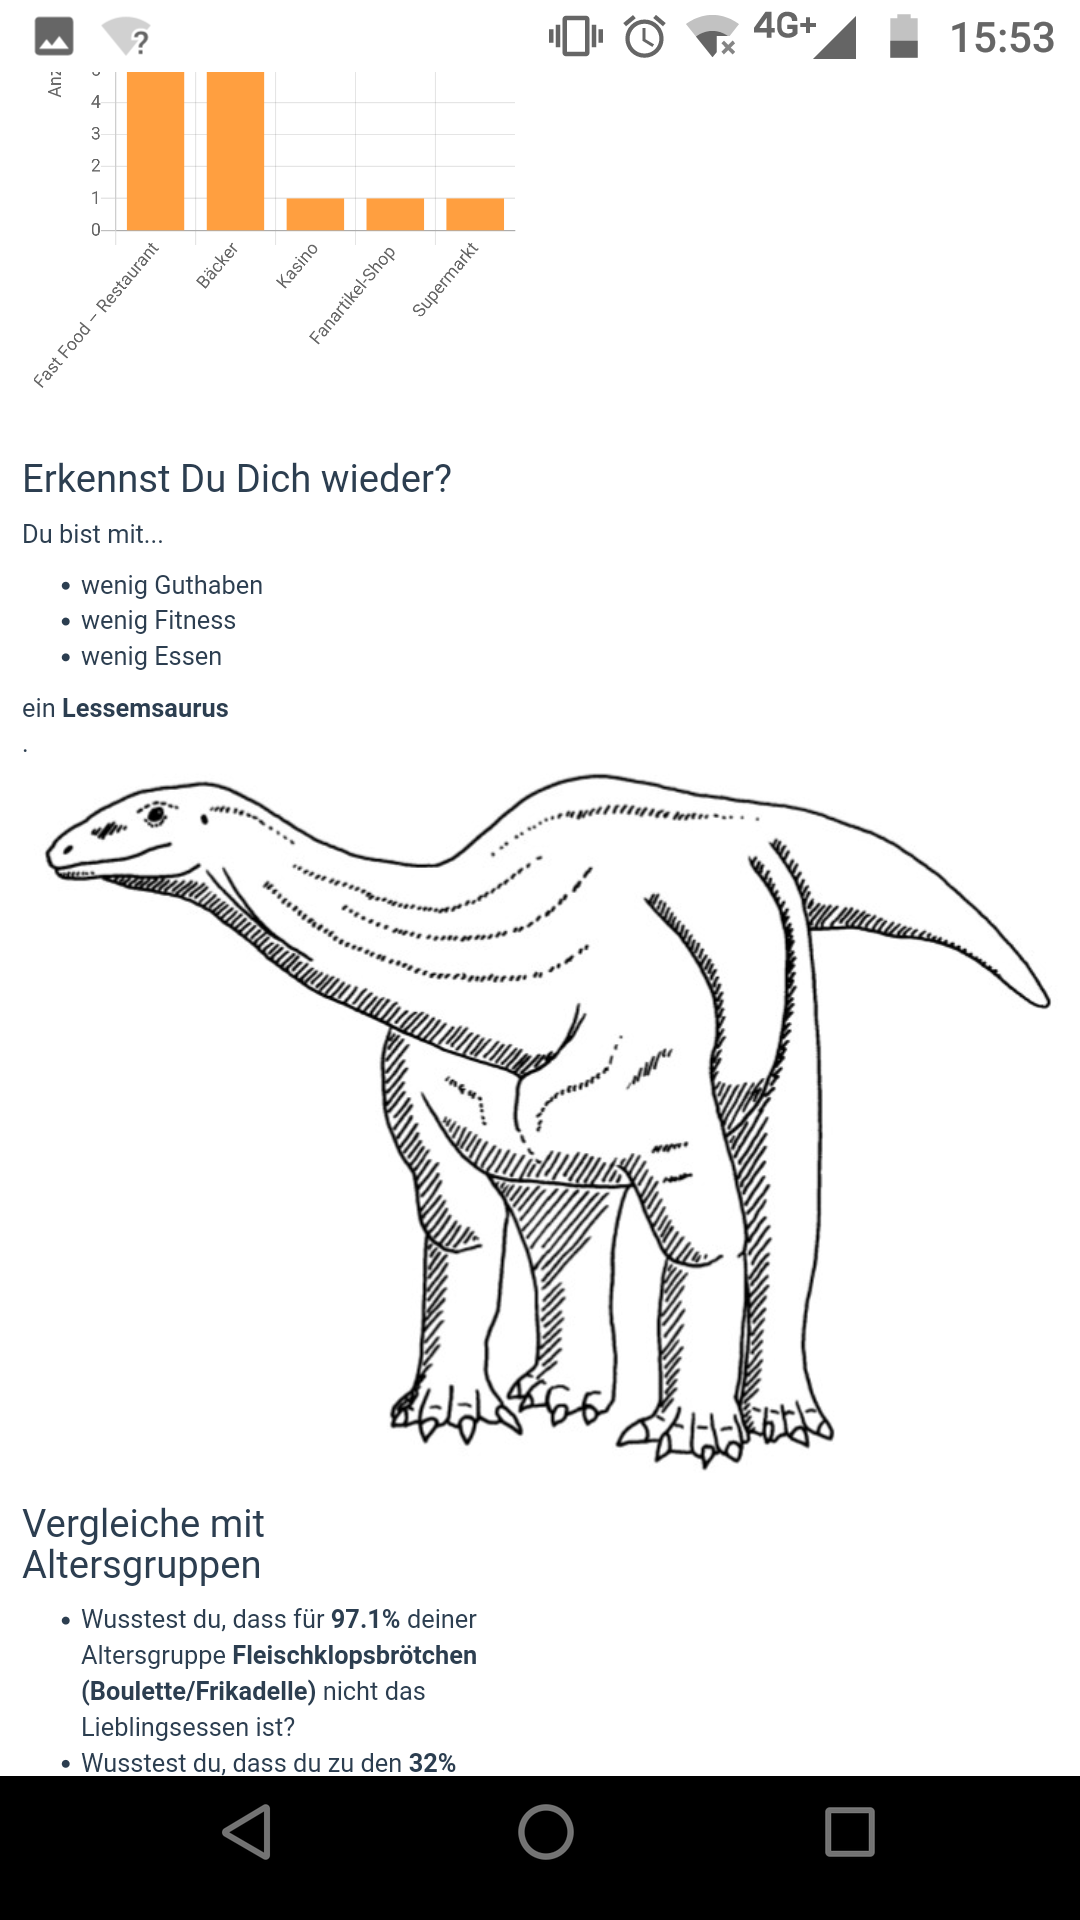 4G+ 15:53
Anz
5
4
3
2
1
0
Fast Food – Restaurant
Bäcker
Kasino
Fanartikel-Shop
Supermarkt
Erkennst Du Dich wieder?
Du bist mit...
• wenig Guthaben
• wenig Fitness
• wenig Essen
ein Lessemsaurus
.
Vergleiche mit
Altersgruppen
• Wusstest du, dass für 97.1% deiner
Altersgruppe Fleischklopsbrötchen
(Boulette/Frikadelle) nicht das
Lieblingsessen ist?
• Wusstest du, dass du zu den 32%